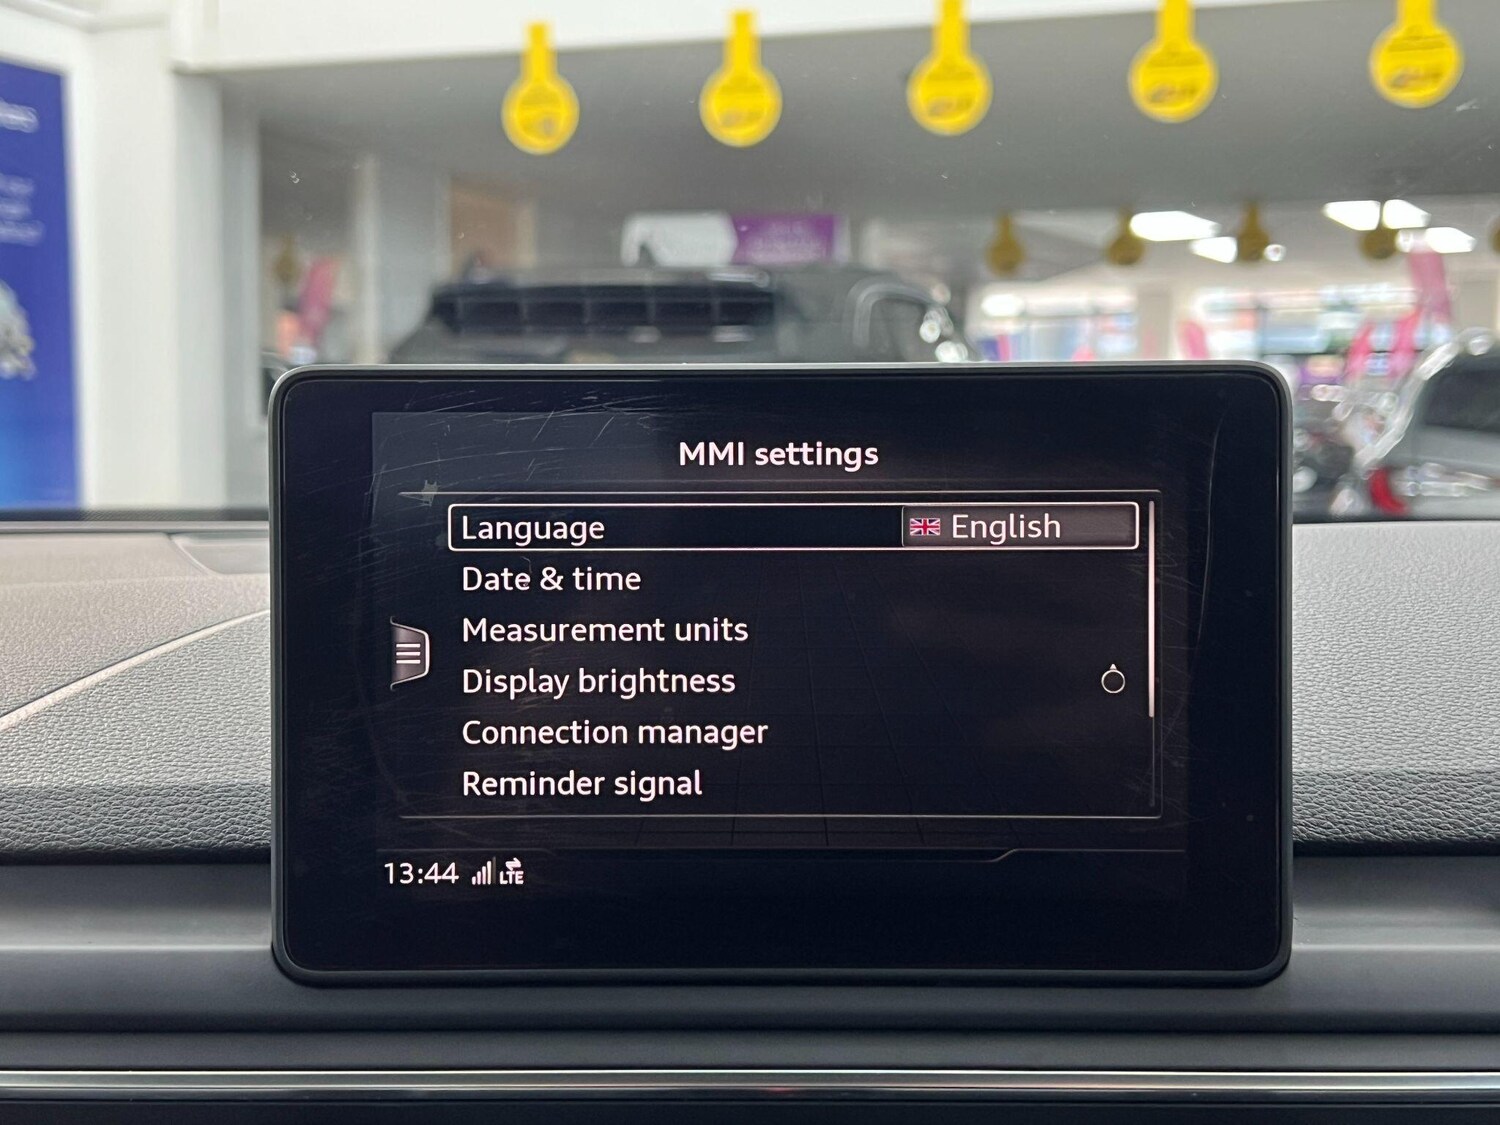 MMI settings
Language English
Date & time
Measurement units
Display brightness
Connection manager
Reminder signal
13:44 LTE